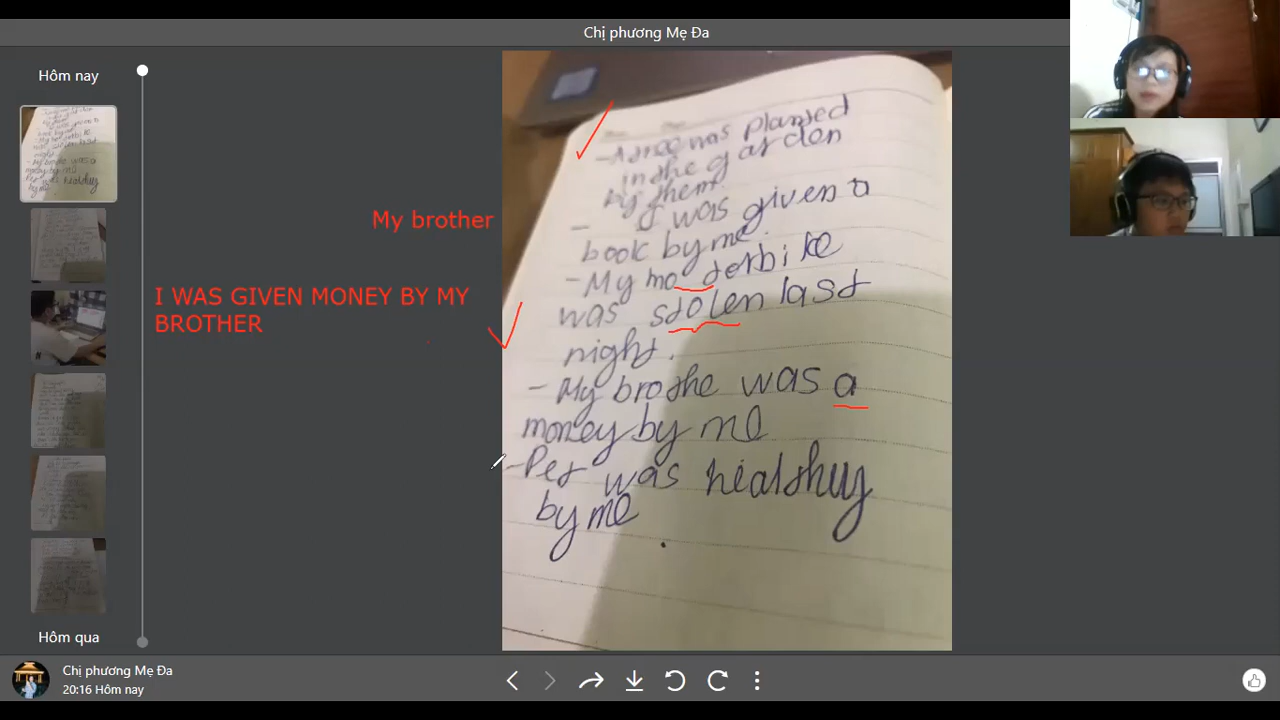 Chị phương Mẹ Đa
Hôm nay
- A tree was planted
in the garden
by them.
- I was given a
book by me.
- My motorbike
was stolen last
night.
- My brothe was a
money by me
- Pet was hialthuy
by me
.
My brother
I WAS GIVEN MONEY BY MY
BROTHER
Hôm qua
Chị phương Mẹ Đa
20:16 Hôm nay